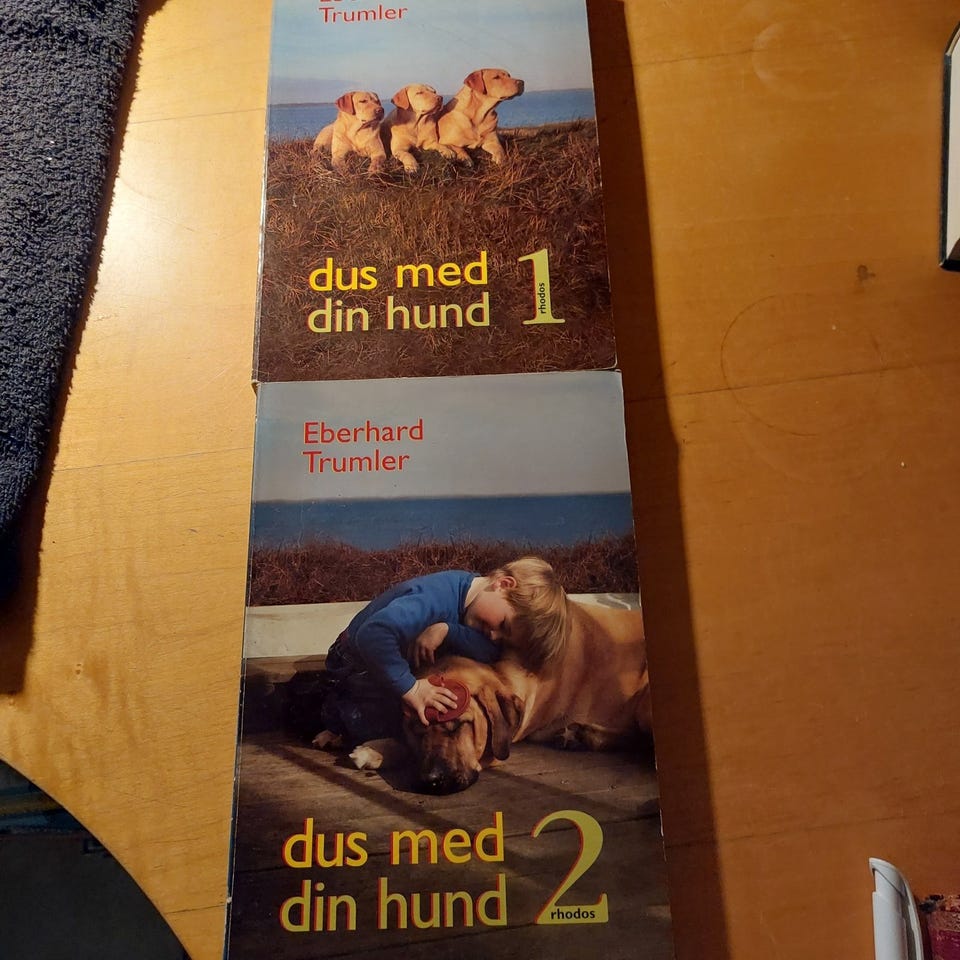 Trumler
dus med
din hund
1
rhodos
Eberhard
Trumler
dus med
din hund
2
rhodos